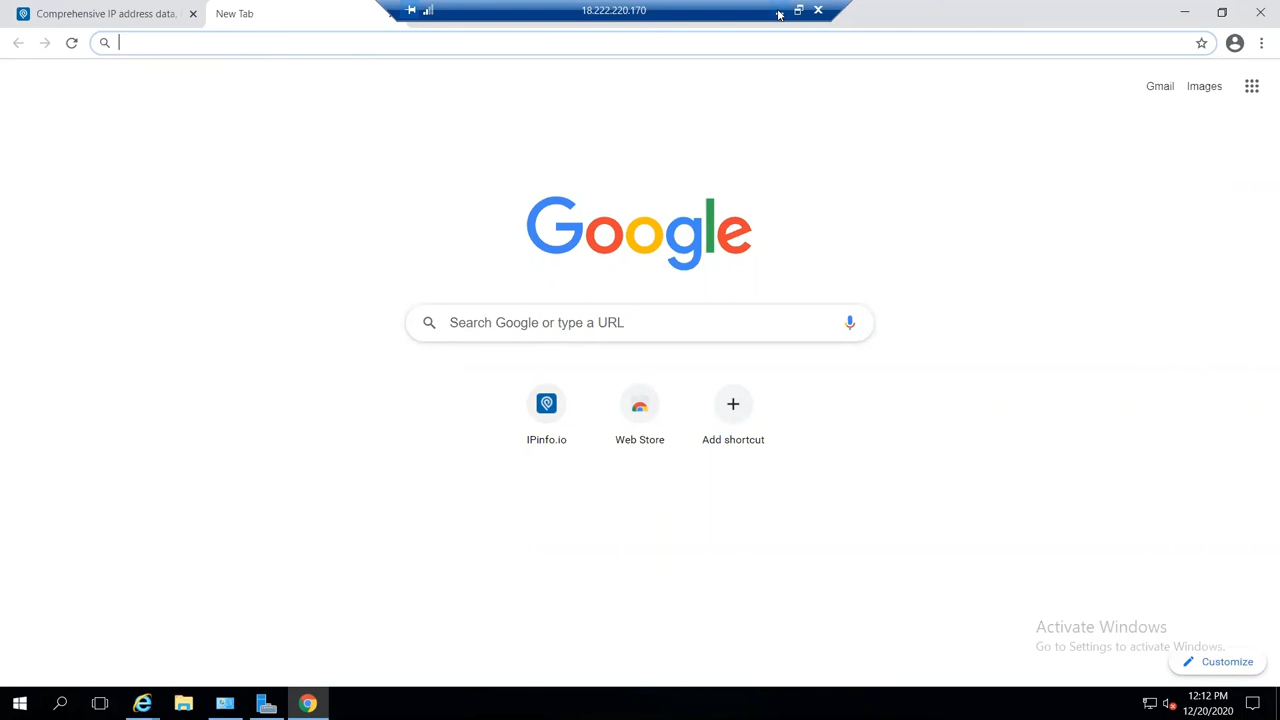 Comprehensive IP address data,
New Tab
18.222.220.170
Gmail
Images
Google
Search Google or type a URL
IPinfo.io
Web Store
Add shortcut
Activate Windows
Go to Settings to activate Windows.
Customize
12:12 PM
12/20/2020